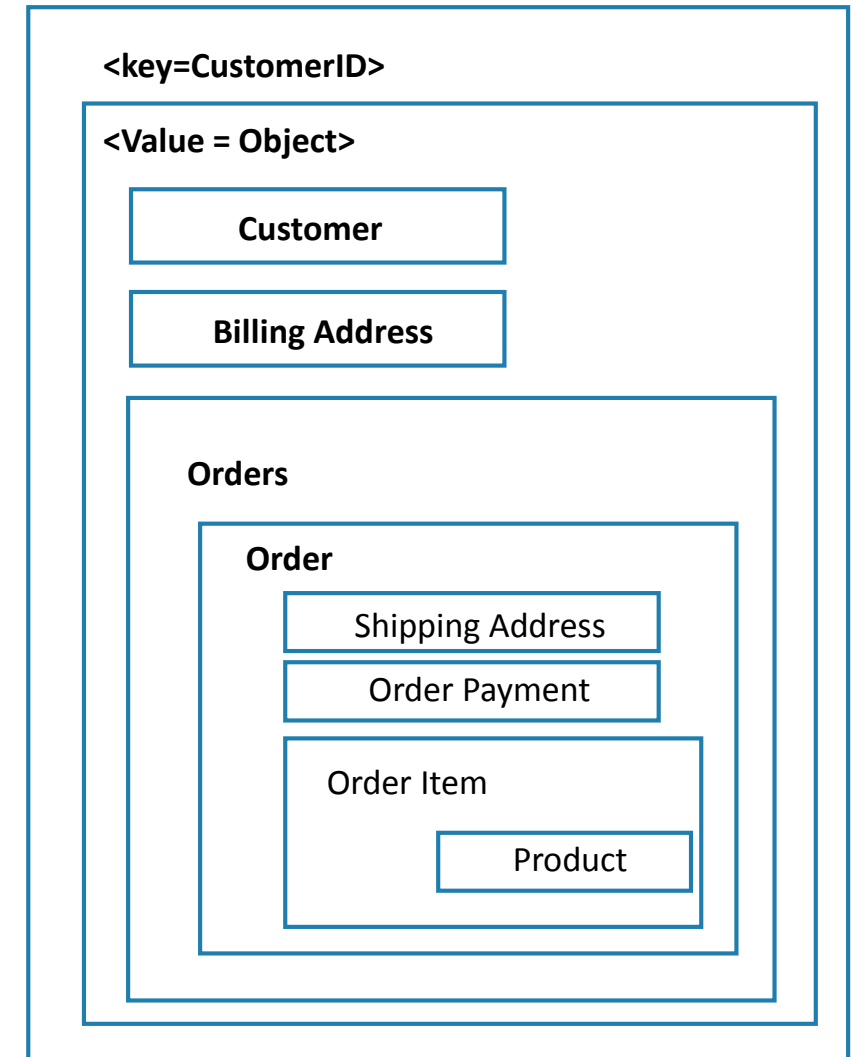 <key=CustomerID>
<Value = Object>
Customer
Billing Address
Orders
Order
Shipping Address
Order Payment
Order Item
Product